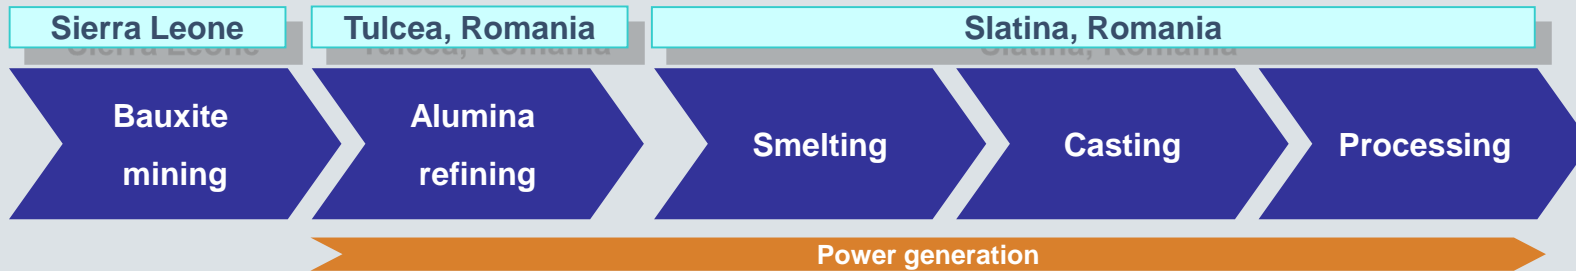 Sierra Leone
Tulcea, Romania
Slatina, Romania
Bauxite
mining
Alumina
refining
Smelting
Casting
Processing
Power generation